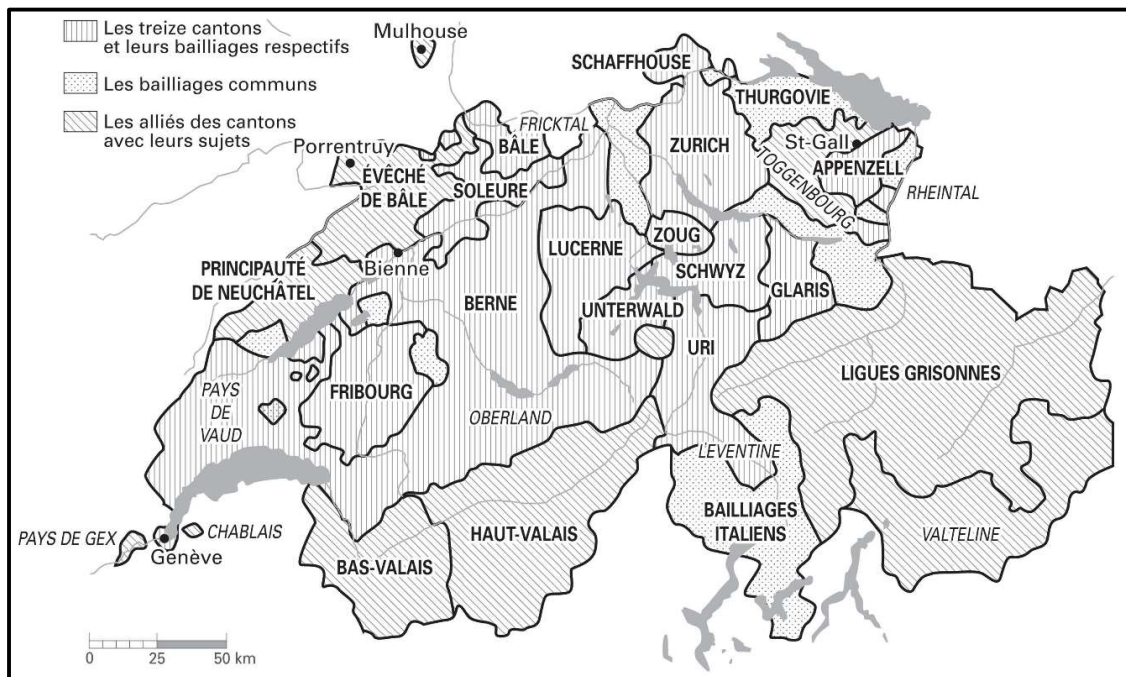 Les treize cantons
et leurs bailliages respectifs
Les bailliages communs
Les alliés des cantons
avec leurs sujets
Mulhouse
SCHAFFHOUSE
THURGOVIE
FRICKTAL
BÂLE
ZURICH
St-Gall
Porrentruy
APPENZELL
ÉVÊCHÉ
DE BÂLE
SOLEURE
TOGGENBOURG
RHEINTAL
ZOUG
LUCERNE
Bienne
SCHWYZ
PRINCIPAUTÉ
DE NEUCHÂTEL
GLARIS
BERNE
UNTERWALD
URI
LIGUES GRISONNES
PAYS
DE
VAUD
FRIBOURG
OBERLAND
LEVENTINE
BAILLIAGES
ITALIENS
HAUT-VALAIS
VALTELINE
PAYS DE GEX
CHABLAIS
Genève
BAS-VALAIS
0 25 50 km